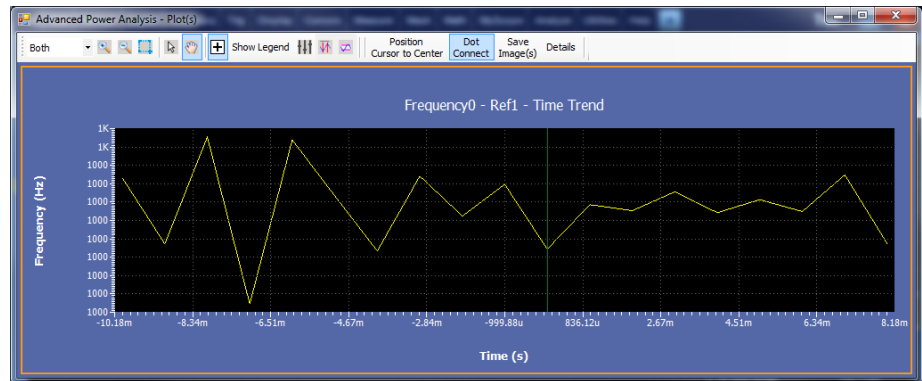 Advanced Power Analysis - Plot(s)
Both
Show Legend
Position
Cursor to Center
Dot
Connect
Save
Image(s)
Details
Frequency0 - Ref1 - Time Trend
Frequency (Hz)
1K
1K
1000
1000
1000
1000
1000
1000
1000
1000
1000
-10.18m
-8.34m
-6.51m
-4.67m
-2.84m
-999.88u
836.12u
2.67m
4.51m
6.34m
8.18m
Time (s)